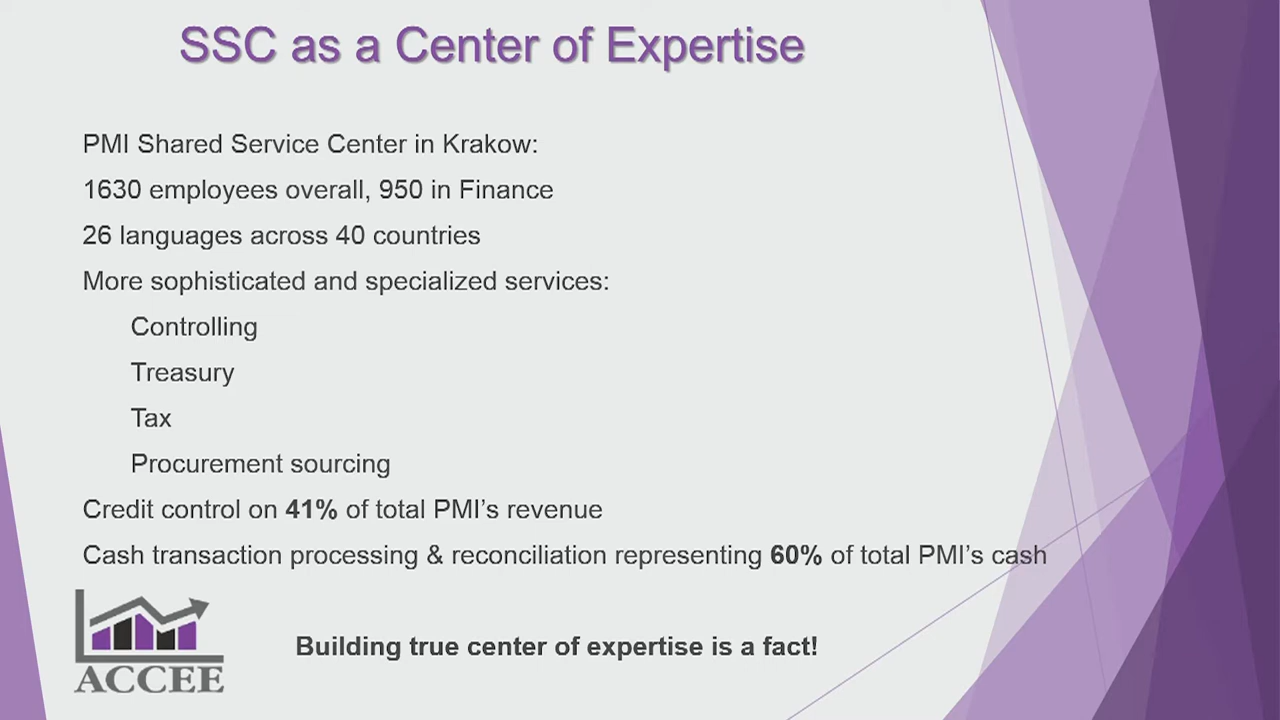 SSC as a Center of Expertise
PMI Shared Service Center in Krakow:
1630 employees overall, 950 in Finance
26 languages across 40 countries
More sophisticated and specialized services:
Controlling
Treasury
Tax
Procurement sourcing
Credit control on 41% of total PMI's revenue
Cash transaction processing & reconciliation representing 60% of total PMI's cash
Building true center of expertise is a fact!
ACCEE